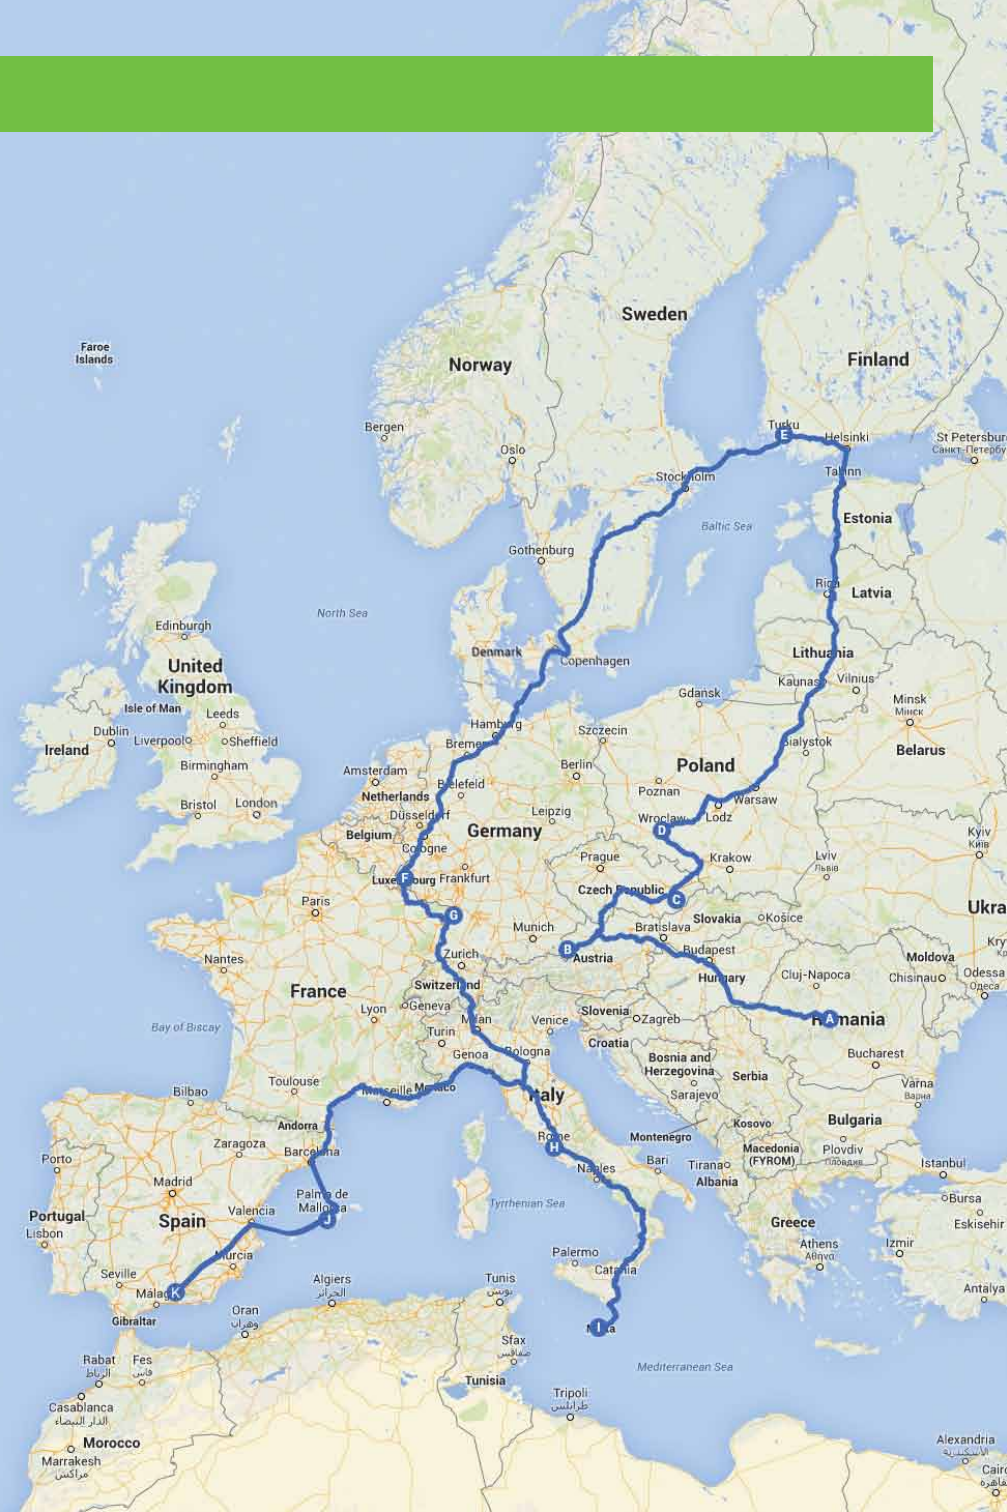 Sweden
Faroe
Islands
Norway
Finland
Bergen
Turku
E
Helsinki
St Petersbur
Санкт-Петербу
Oslo
Stockholm
Tallinn
Estonia
Baltic Sea
Gothenburg
Riga
Latvia
North Sea
Edinburgh
Denmark
Lithuania
Copenhagen
United
Kingdom
Kaunas
Vilnius
Gdansk
Minsk
Мінск
Isle of Man
Leeds
Dublin
Hamburg
Szczecin
Ireland
Liverpool
Sheffield
Bremen
Bialystok
Belarus
Birmingham
Amsterdam
Berlin
Poland
Netherlands
Bielefeld
Poznan
Warsaw
Bristol
London
Leipzig
Düsseldorf
Wroclaw
Lodz
D
Belgium
Germany
Kyiv
Київ
Cologne
Prague
Krakow
Lviv
Львів
F
Luxembourg
Frankfurt
Czech Republic
C
Paris
G
Slovakia
Košice
Ukra
Munich
Bratislava
B
Austria
Budapest
Nantes
Zurich
Moldova
Chisinau
Odessa
Одеса
Hungary
Cluj-Napoca
Switzerland
France
Geneva
Lyon
Slovenia
Zagreb
A
Romania
Bay of Biscay
Milan
Venice
Turin
Croatia
Genoa
Bologna
Bucharest
Bosnia and
Herzegovina
Serbia
Toulouse
Marseille
Monaco
Bilbao
Italy
Sarajevo
Varna
Варна
Andorra
Kosovo
Bulgaria
Zaragoza
Barcelona
Rome
H
Montenegro
Macedonia
(FYROM)
Plovdiv
Пловдив
Porto
Bari
Tirana
Istanbul
Madrid
Naples
Albania
Palma de
Mallorca
J
Bursa
Portugal
Lisbon
Spain
Valencia
Tyrrhenian Sea
Greece
Eskisehir
Athens
Αθήνα
Izmir
Murcia
Palermo
Catania
Seville
Algiers
الجزائر
Tunis
تونس
Malaga
K
Antalya
Gibraltar
Oran
وهران
I
Malta
Sfax
صفاقس
Rabat
الرباط
Fes
فاس
Mediterranean Sea
Tunisia
Casablanca
الدار البيضاء
Tripoli
طرابلس
Morocco
Alexandria
الإسكندرية
Marrakesh
مراكش
Cairo
القاهرة